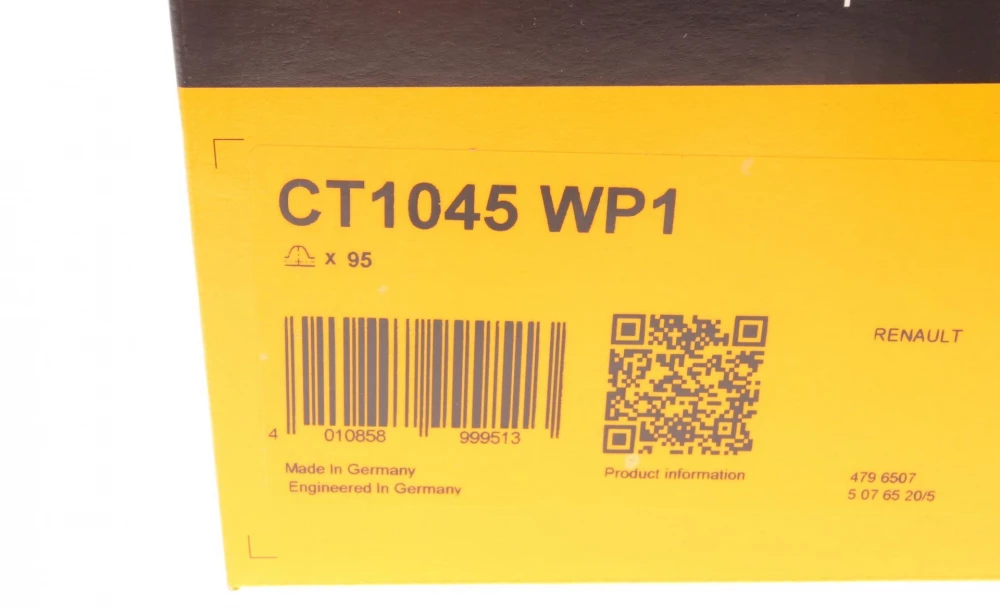 CT1045 WP1
x 95
RENAULT
4 010858 999513
Made In Germany
Engineered In Germany
Product information
479 6507
5 07 65 20/5